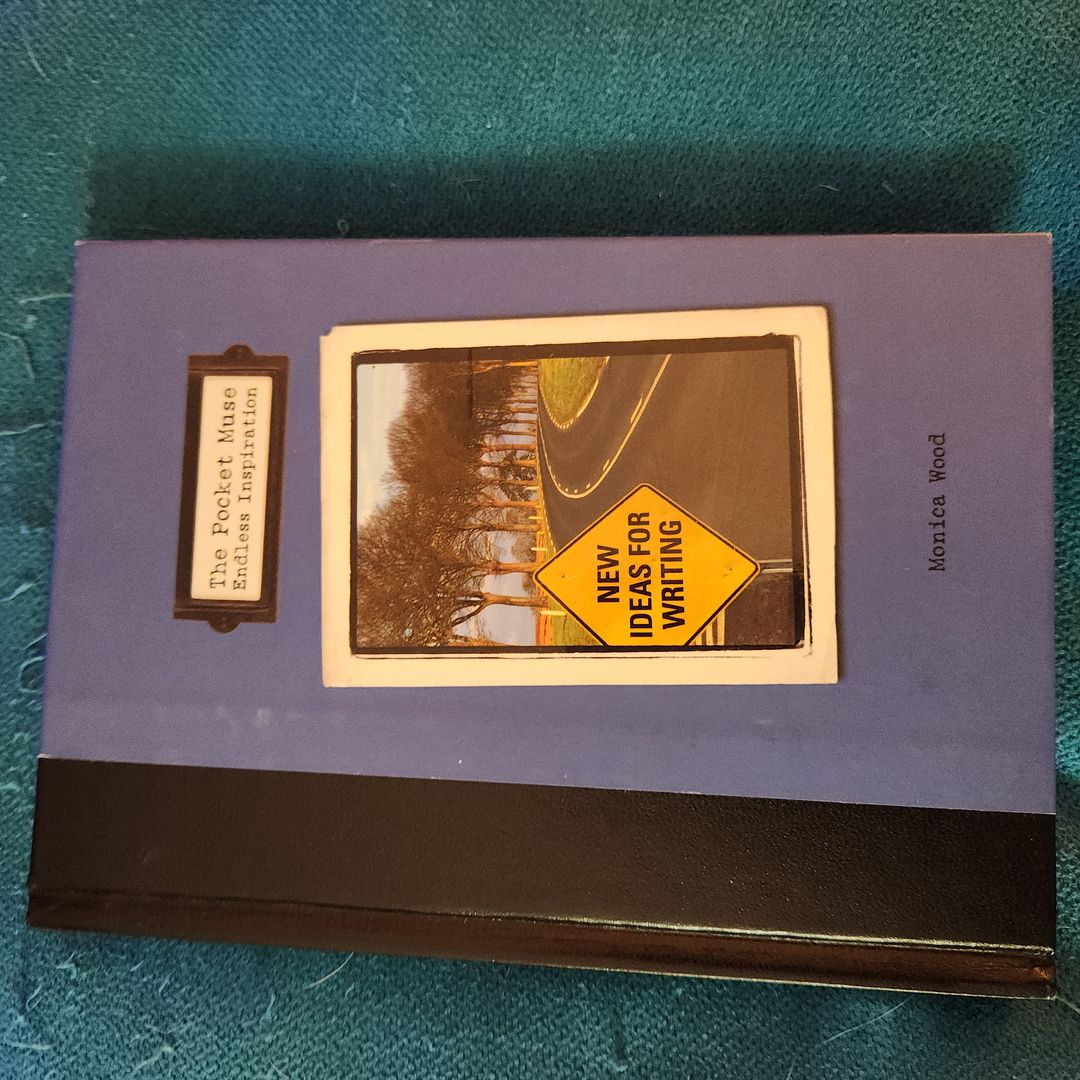 The Pocket Muse
Endless Inspiration
NEW
IDEAS FOR
WRITING
Monica Wood